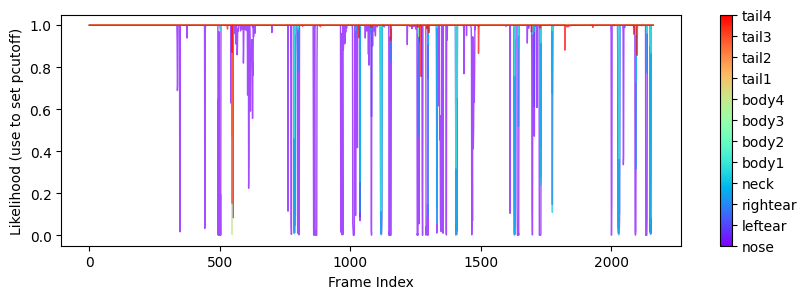 Likelihood (use to set pcutoff)
1.0
0.8
0.6
0.4
0.2
0.0
0
500
1000
1500
2000
Frame Index
tail4
tail3
tail2
tail1
body4
body3
body2
body1
neck
rightear
leftear
nose